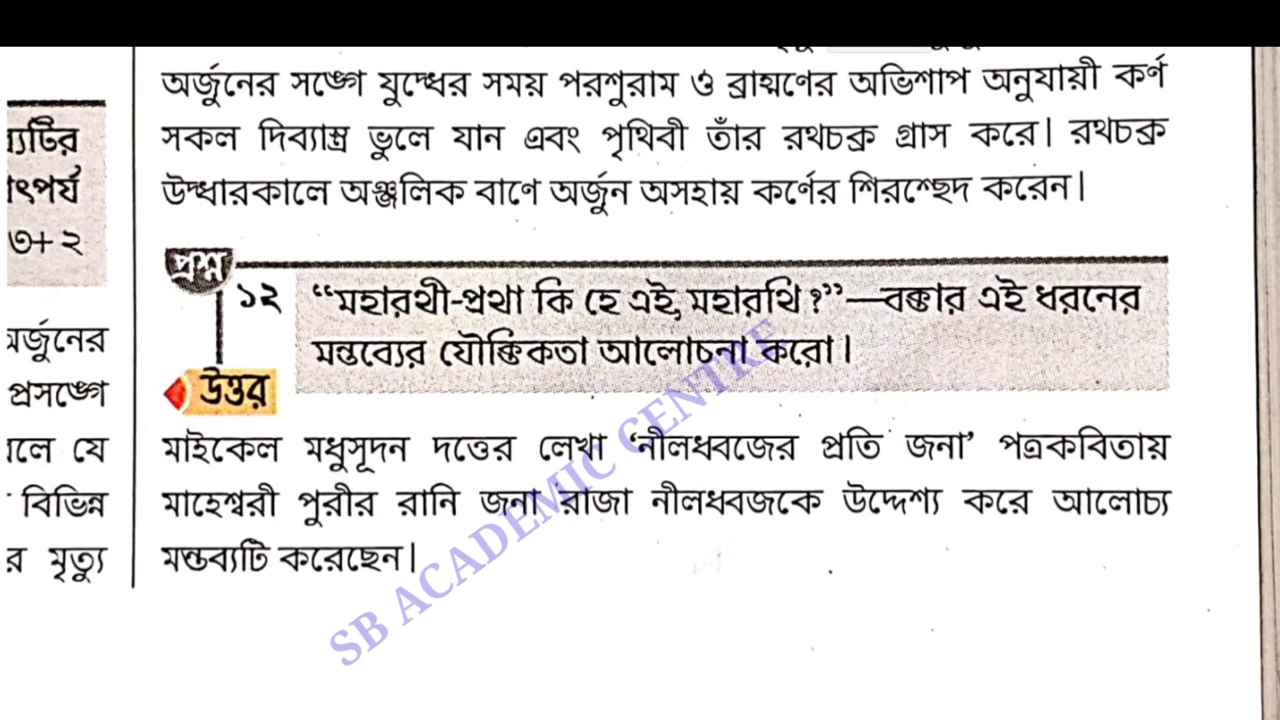 অর্জুনের সঙ্গে যুদ্ধের সময় পরশুরাম ও ব্রাহ্মণের অভিশাপ অনুযায়ী কর্ণ
সকল দিব্যাস্ত্র ভুলে যান এবং পৃথিবী তাঁর রথচক্র গ্রাস করে। রথচক্র
উদ্ধারকালে অঞ্জলিক বাণে অর্জুন অসহায় কর্ণের শিরশ্ছেদ করেন।
৩+২
প্রশ্ন
১২ “মহারথী-প্রথা কি হে এই, মহারথি?”—বক্তার এই ধরনের
মন্তব্যের যৌক্তিকতা আলোচনা করো।
উত্তর
মাইকেল মধুসূদন দত্তের লেখা ‘নীলধ্বজের প্রতি জনা’ পত্রকবিতায়
মাহেশ্বরী পুরীর রানি জনা রাজা নীলধ্বজকে উদ্দেশ্য করে আলোচ্য
মন্তব্যটি করেছেন।
প্রসঙ্গে
যে
বিভিন্ন
মৃত্যু
SB ACADEMIC CENTRE